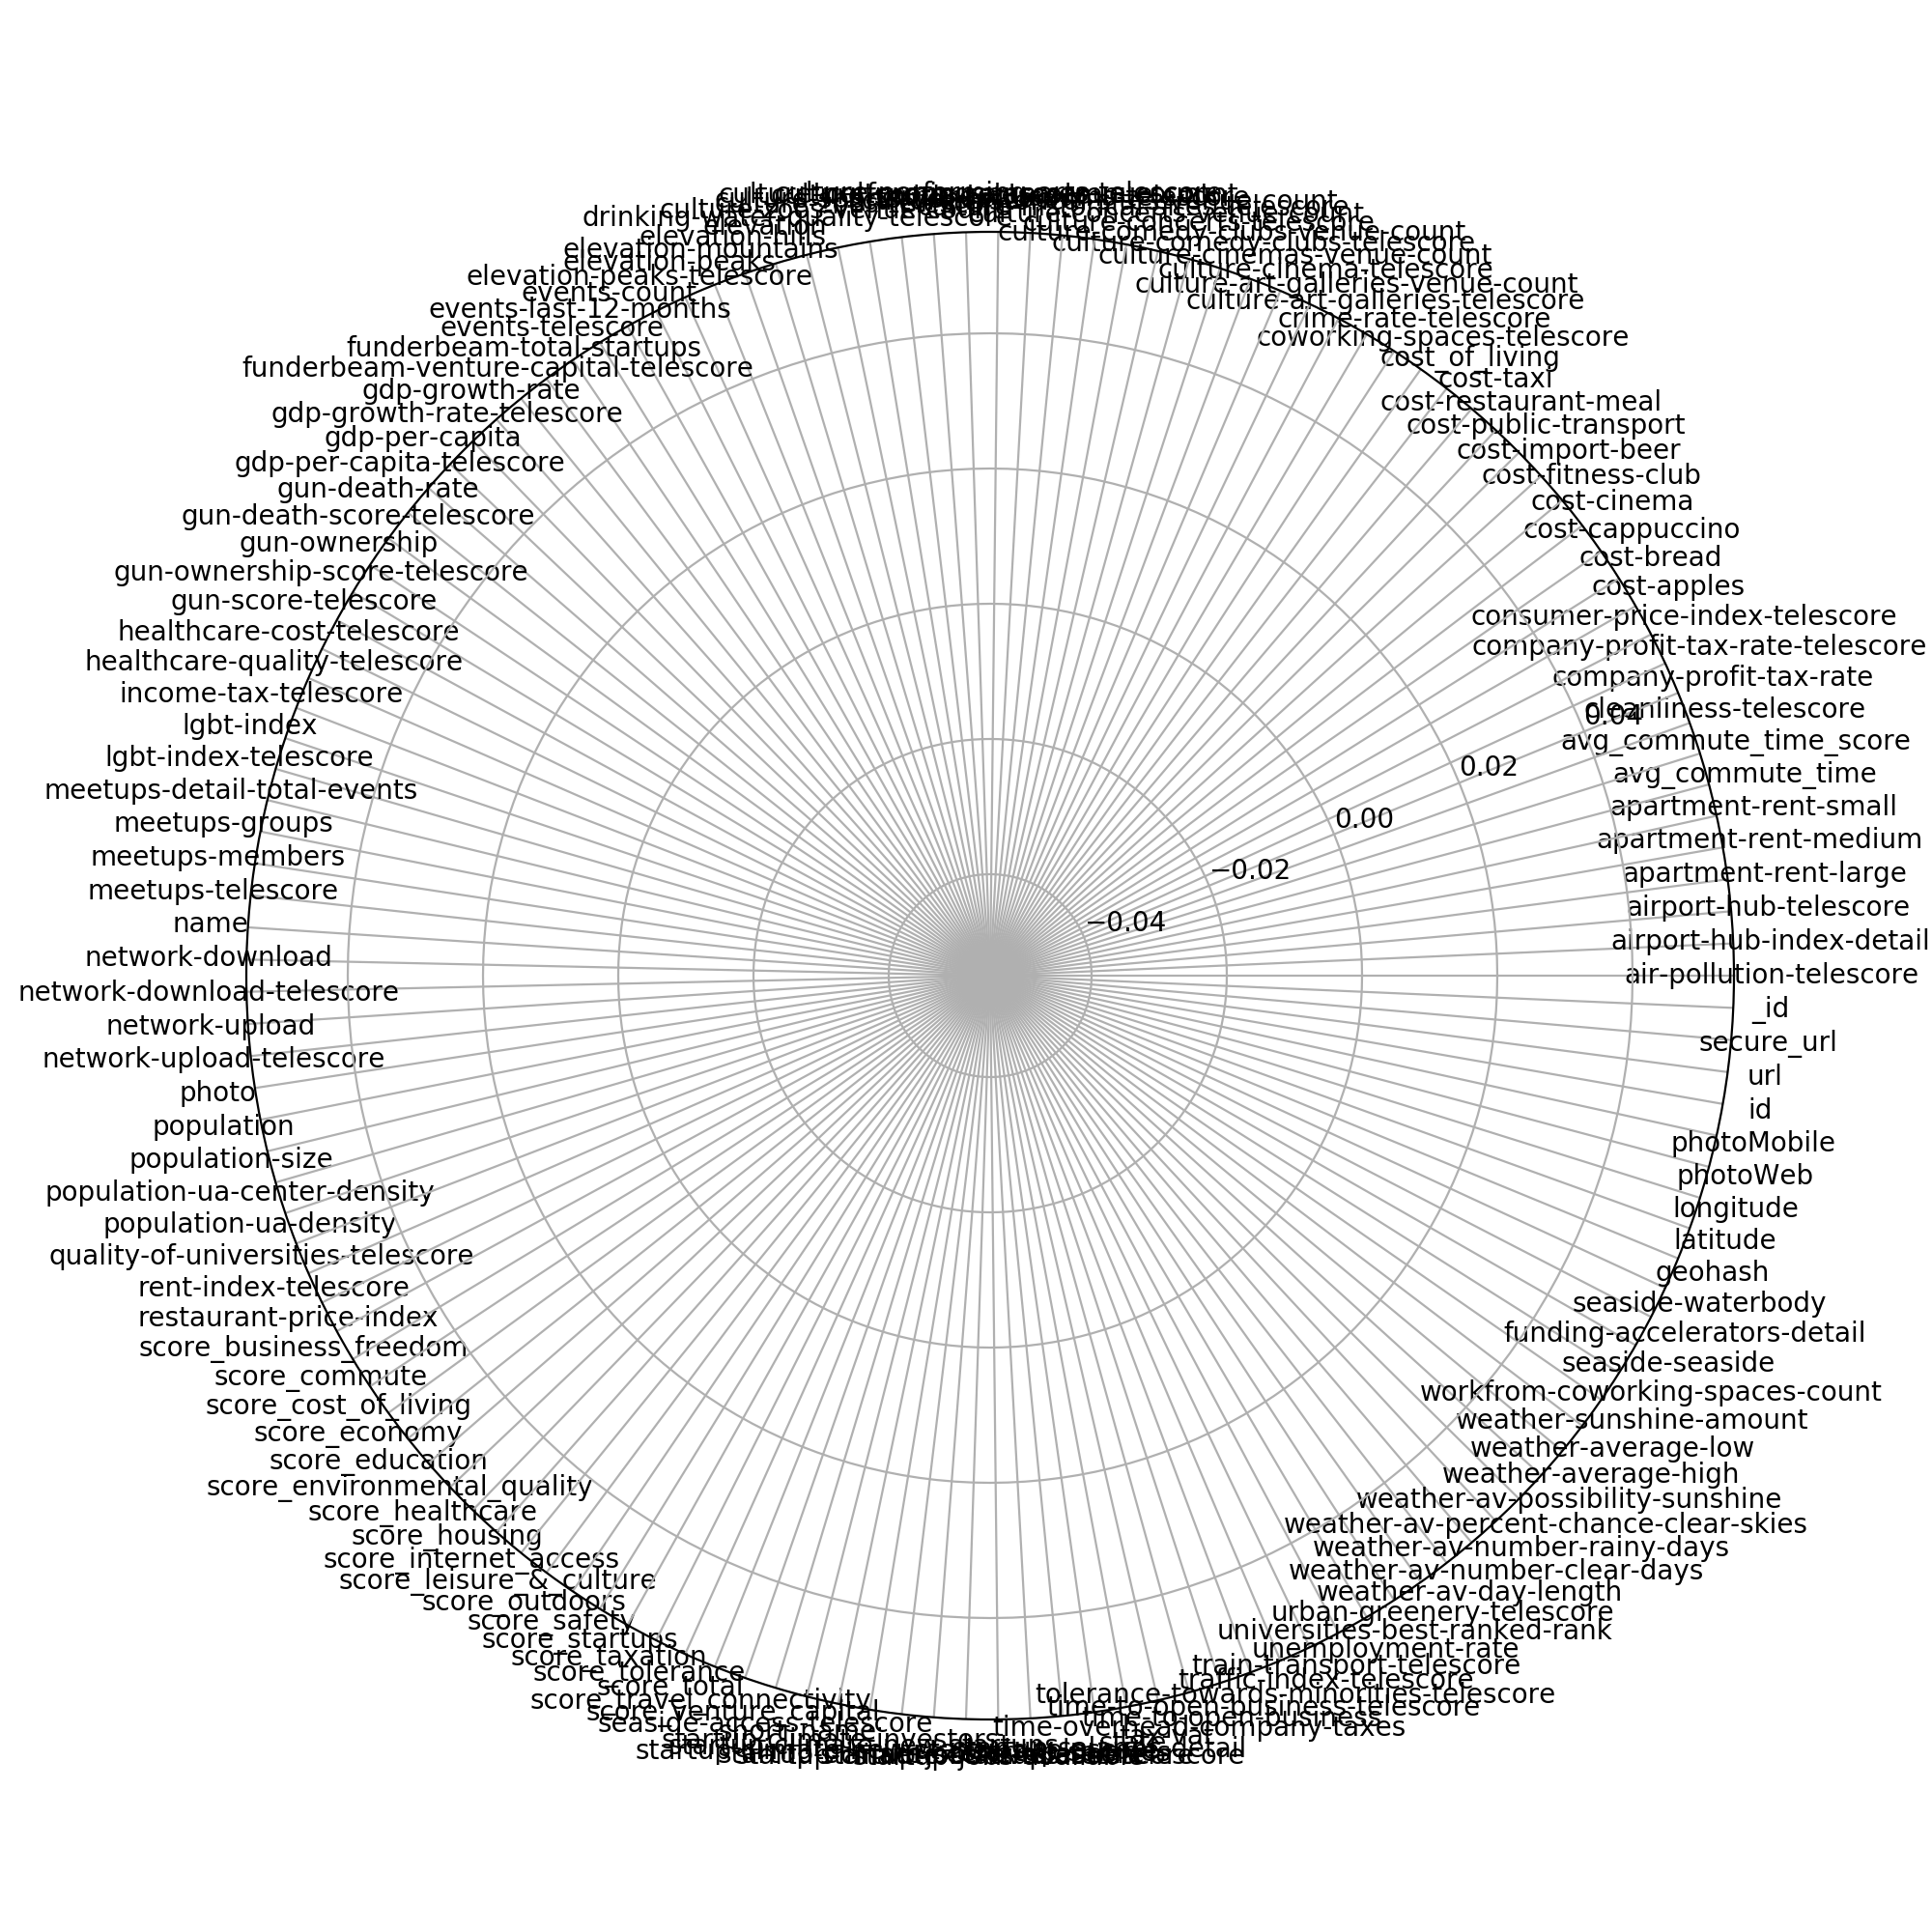 air-pollution-telescore
airport-hub-index-detail
airport-hub-telescore
apartment-rent-large
apartment-rent-medium
apartment-rent-small
avg_commute_time
avg_commute_time_score
cleanliness-telescore
company-profit-tax-rate
company-profit-tax-rate-telescore
consumer-price-index-telescore
cost-apples
cost-bread
cost-cappuccino
cost-cinema
cost-fitness-club
cost-import-beer
cost-public-transport
cost-restaurant-meal
cost-taxi
cost_of_living
coworking-spaces-telescore
crime-rate-telescore
culture-art-galleries-telescore
culture-art-galleries-venue-count
culture-cinema-telescore
culture-cinemas-venue-count
culture-comedy-clubs-telescore
culture-comedy-clubs-venue-count
drinking-water-quality-telescore
elevation
elevation-hills
elevation-mountains
elevation-peaks
elevation-peaks-telescore
events-count
events-last-12-months
events-telescore
funderbeam-total-startups
funderbeam-venture-capital-telescore
gdp-growth-rate
gdp-growth-rate-telescore
gdp-per-capita
gdp-per-capita-telescore
gun-death-rate
gun-death-score-telescore
gun-ownership
gun-ownership-score-telescore
gun-score-telescore
healthcare-cost-telescore
healthcare-quality-telescore
income-tax-telescore
lgbt-index
lgbt-index-telescore
meetups-detail-total-events
meetups-groups
meetups-members
meetups-telescore
name
network-download
network-download-telescore
network-upload
network-upload-telescore
photo
population
population-size
population-ua-center-density
population-ua-density
quality-of-universities-telescore
rent-index-telescore
restaurant-price-index
score_business_freedom
score_commute
score_cost_of_living
score_economy
score_education
score_environmental_quality
score_healthcare
score_housing
score_internet_access
score_leisure_&_culture
score_outdoors
score_safety
score_startups
score_taxation
score_tolerance
score_total
score_travel_connectivity
score_venture_capital
seaside-access-telescore
time-overhead-company-taxes
time-to-open-business
time-to-open-business-telescore
tolerance-towards-minorities-telescore
traffic-index-telescore
train-transport-telescore
unemployment-rate
universities-best-ranked-rank
urban-greenery-telescore
weather-av-day-length
weather-av-number-clear-days
weather-av-number-rainy-days
weather-av-percent-chance-clear-skies
weather-av-possibility-sunshine
weather-average-high
weather-average-low
weather-sunshine-amount
workfrom-coworking-spaces-count
seaside-seaside
funding-accelerators-detail
seaside-waterbody
geohash
latitude
longitude
photoWeb
photoMobile
id
url
secure_url
_id
−0.04
−0.02
0.00
0.02
0.04